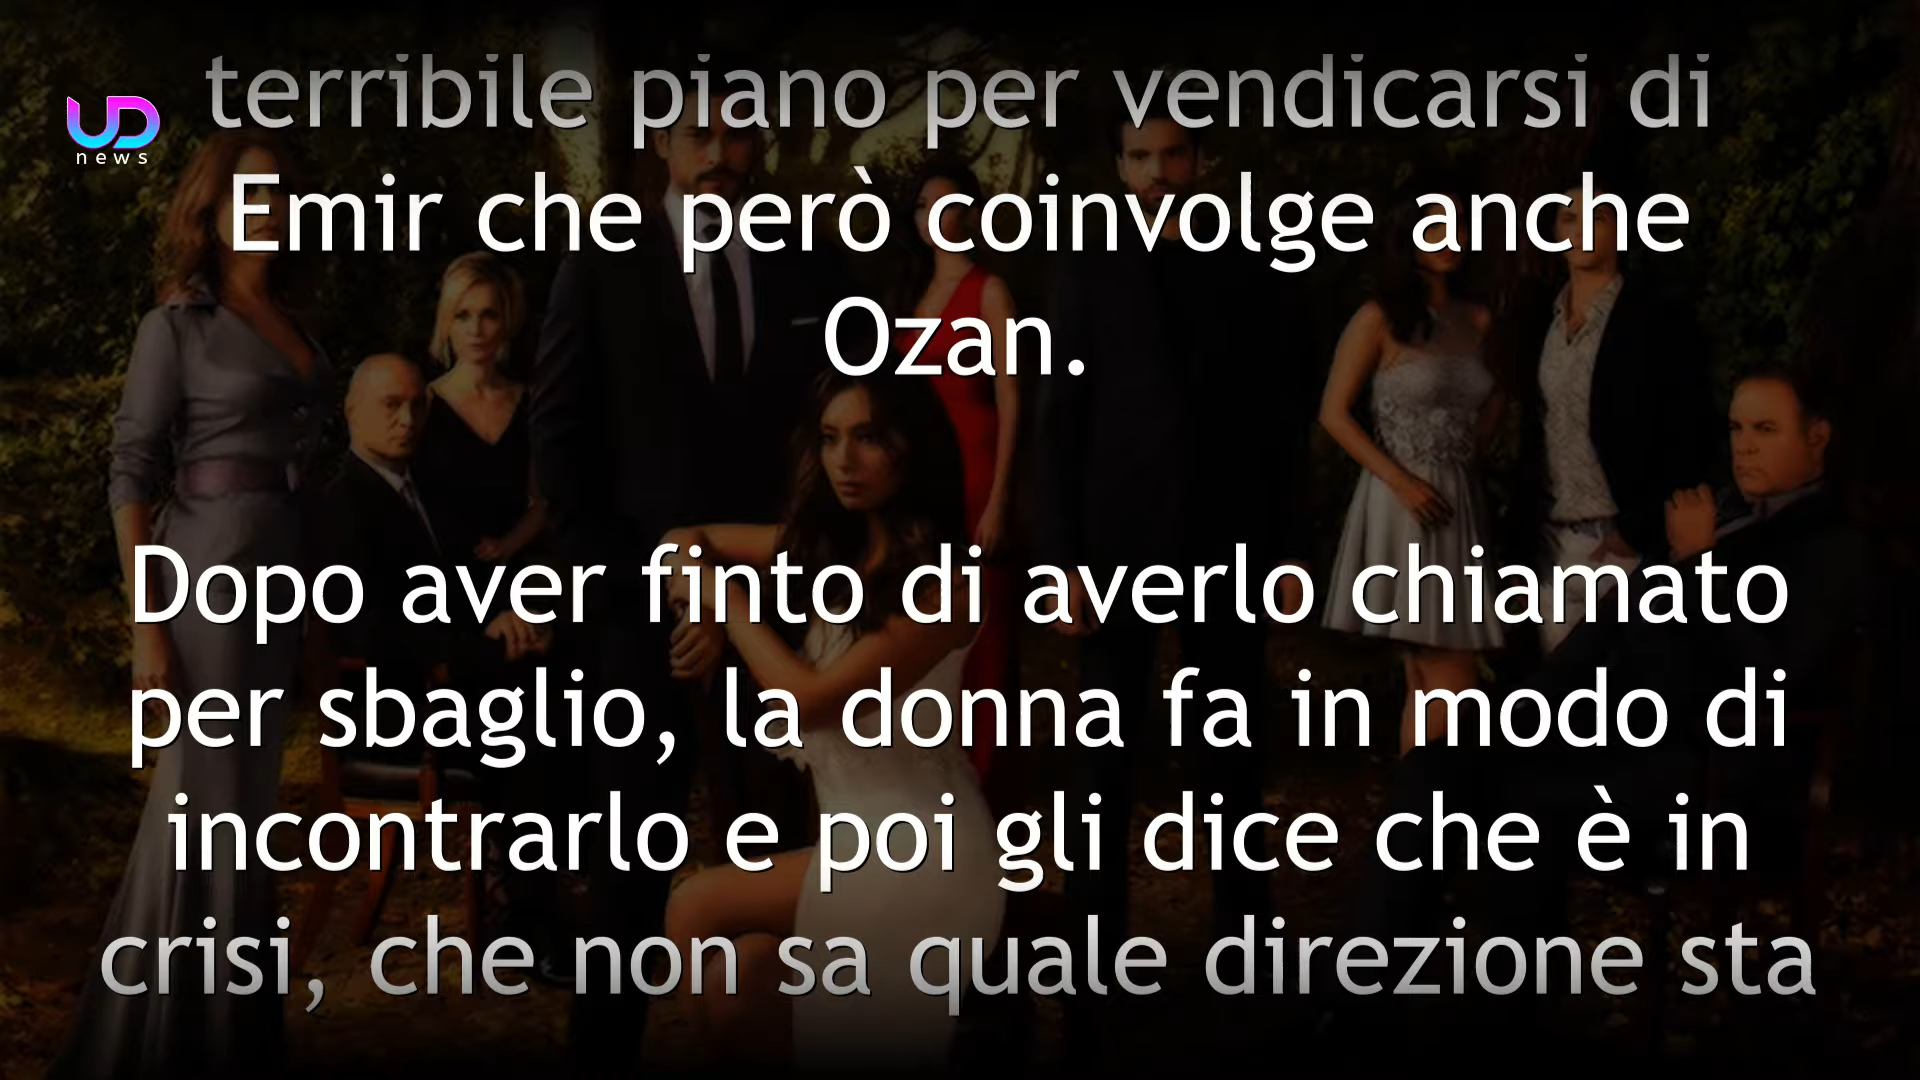 UD
news
terribile piano per vendicarsi di
Emir che però coinvolge anche
Ozan.
Dopo aver finto di averlo chiamato
per sbaglio, la donna fa in modo di
incontrarlo e poi gli dice che è in
crisi, che non sa quale direzione sta